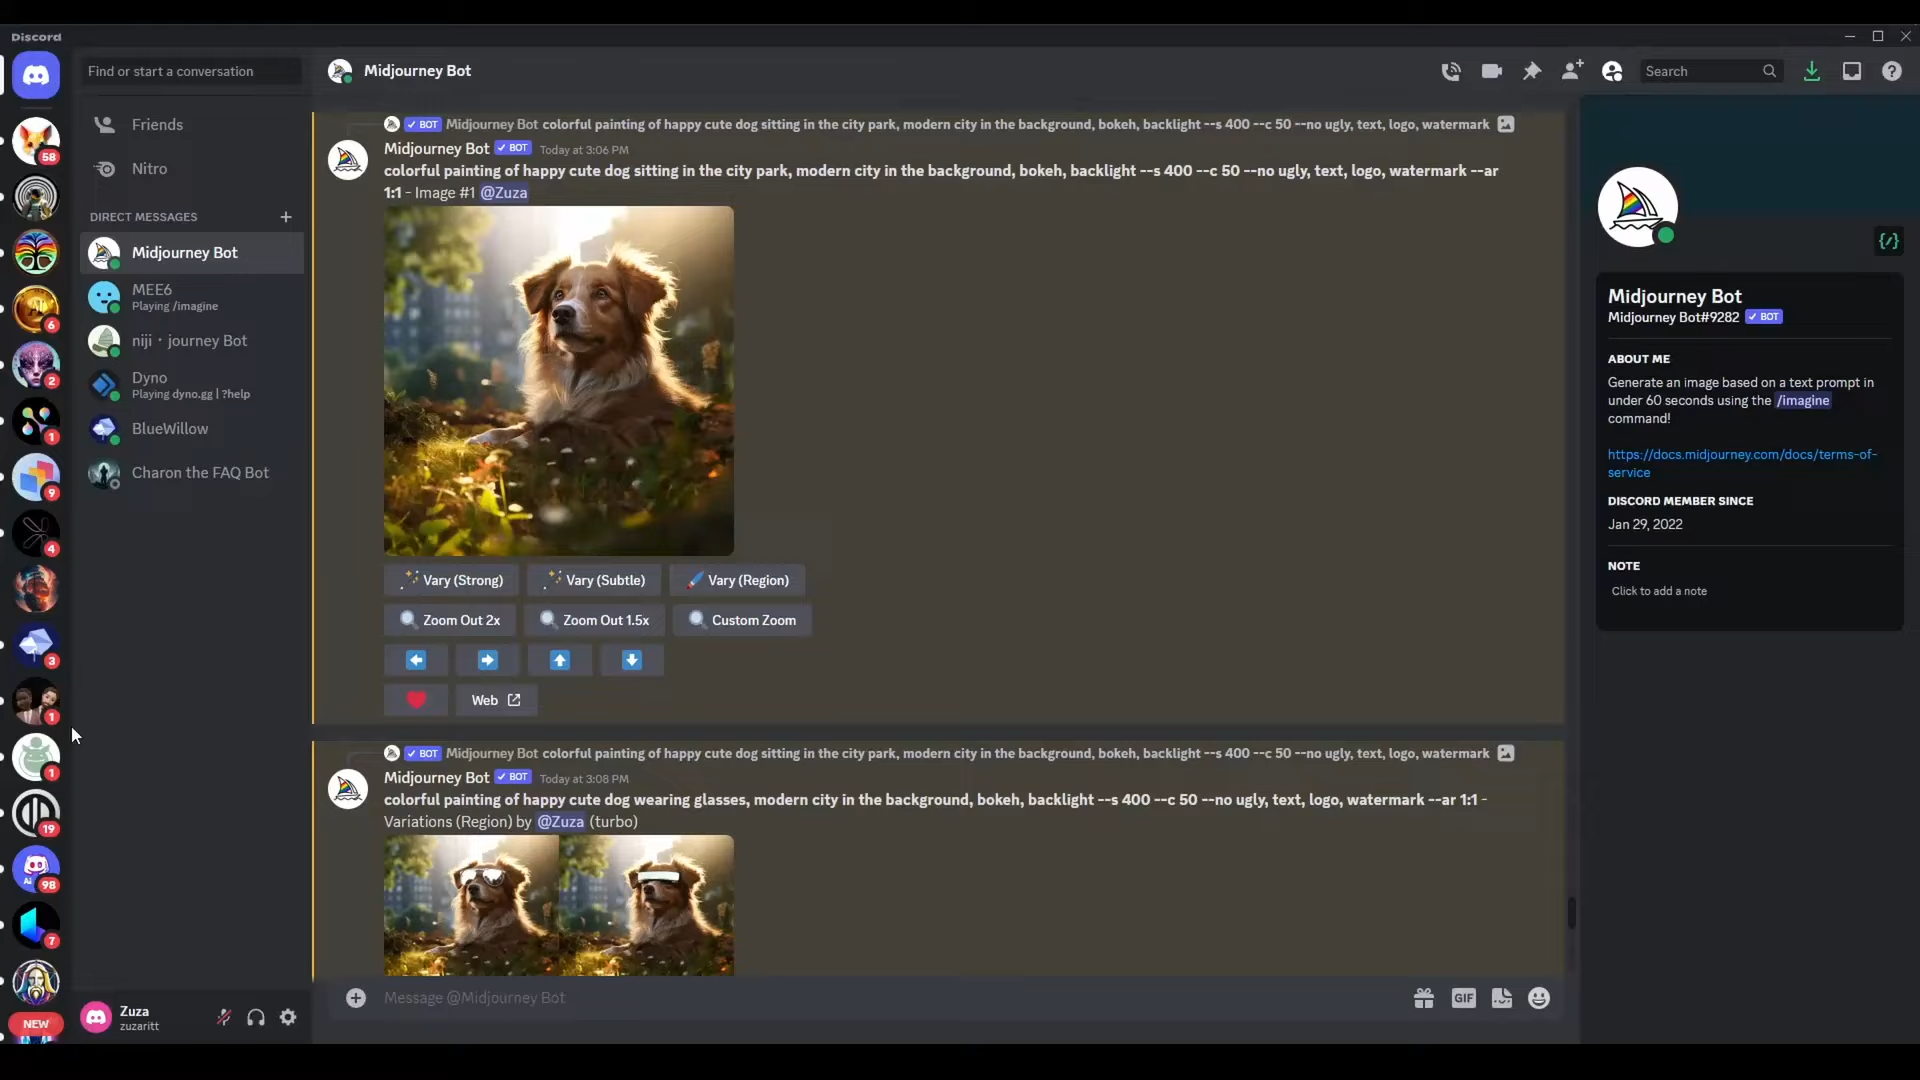 Discord
Find or start a conversation
Midjourney Bot
Search
58
6
2
1
9
4
3
1
1
19
Ai
98
7
NEW
Friends
Nitro
DIRECT MESSAGES
Midjourney Bot
MEE6
Playing /imagine
niji・journey Bot
Dyno
Playing dyno.gg | ?help
BlueWillow
Charon the FAQ Bot
Zuza
zuzaritt
✓ BOT Midjourney Bot colorful painting of happy cute dog sitting in the city park, modern city in the background, bokeh, backlight --s 400 --c 50 --no ugly, text, logo, watermark
Midjourney Bot ✓ BOT Today at 3:06 PM
colorful painting of happy cute dog sitting in the city park, modern city in the background, bokeh, backlight --s 400 --c 50 --no ugly, text, logo, watermark --ar
1:1 - Image #1 @Zuza
Vary (Strong) Vary (Subtle) Vary (Region)
Zoom Out 2x Zoom Out 1.5x Custom Zoom
Web
✓ BOT Midjourney Bot colorful painting of happy cute dog sitting in the city park, modern city in the background, bokeh, backlight --s 400 --c 50 --no ugly, text, logo, watermark
Midjourney Bot ✓ BOT Today at 3:08 PM
colorful painting of happy cute dog wearing glasses, modern city in the background, bokeh, backlight --s 400 --c 50 --no ugly, text, logo, watermark --ar 1:1 -
Variations (Region) by @Zuza (turbo)
Message @Midjourney Bot
GIF
Midjourney Bot
Midjourney Bot#9282 ✓ BOT
ABOUT ME
Generate an image based on a text prompt in
under 60 seconds using the /imagine
command!
https://docs.midjourney.com/docs/terms-of-
service
DISCORD MEMBER SINCE
Jan 29, 2022
NOTE
Click to add a note